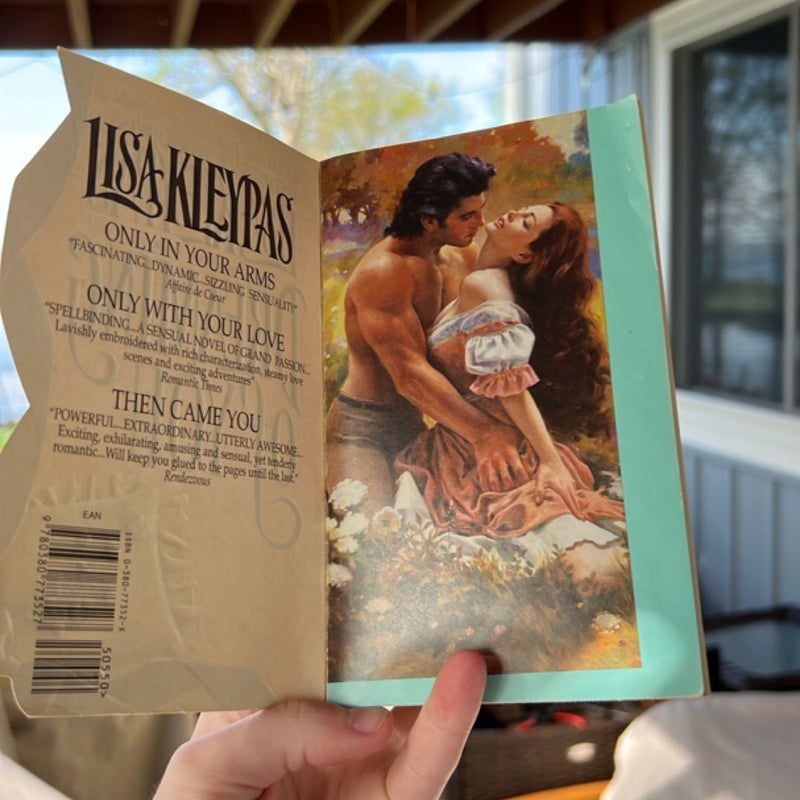 LISA KLEYPAS
ONLY IN YOUR ARMS
"FASCINATING...DYNAMIC...SIZZLING SENSUALITY"
Affaire de Coeur
ONLY WITH YOUR LOVE
"SPELLBINDING...A SENSUAL NOVEL OF GRAND PASSION...
Lavishly embroidered with rich characterization, steamy love
scenes and exciting adventures"
Romantic Times
THEN CAME YOU
"POWERFUL...EXTRAORDINARY...UTTERLY AWESOME...
Exciting, exhilarating, amusing and sensual, yet tenderly
romantic...Will keep you glued to the pages until the last."
Rendezvous
EAN
9 780380 773527
ISBN 0-380-77352-X
50550>